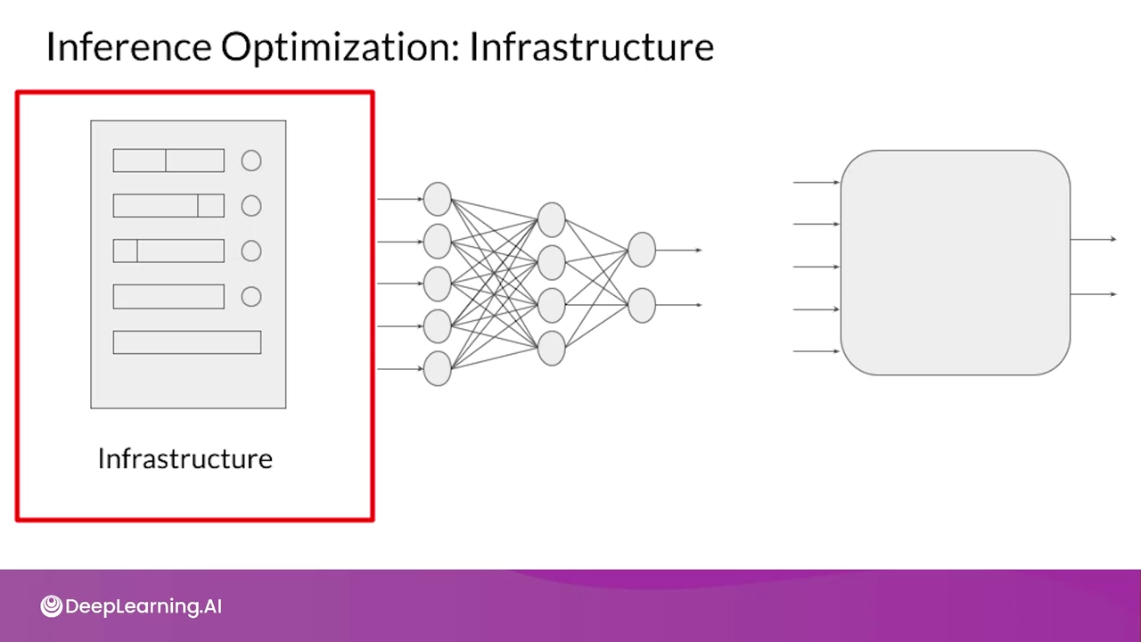 Inference Optimization: Infrastructure
Infrastructure
DeepLearning.AI